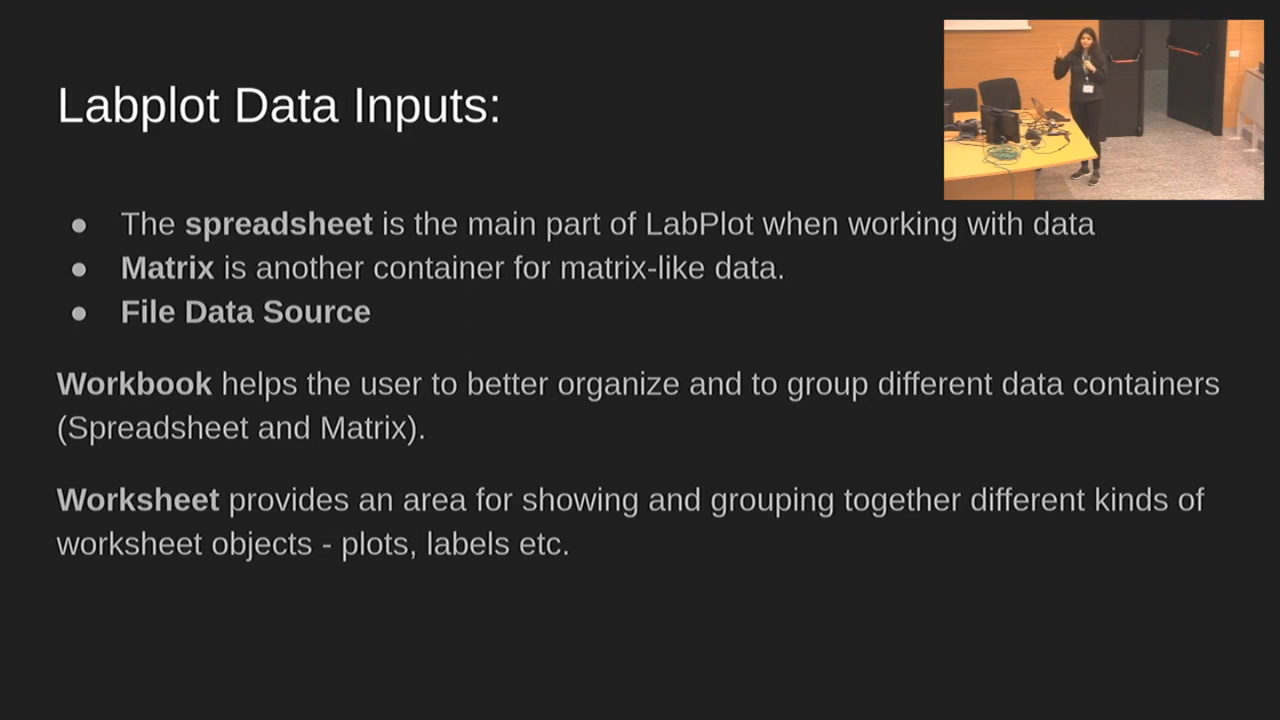 Labplot Data Inputs:
● The spreadsheet is the main part of LabPlot when working with data
● Matrix is another container for matrix-like data.
● File Data Source
Workbook helps the user to better organize and to group different data containers
(Spreadsheet and Matrix).
Worksheet provides an area for showing and grouping together different kinds of
worksheet objects - plots, labels etc.